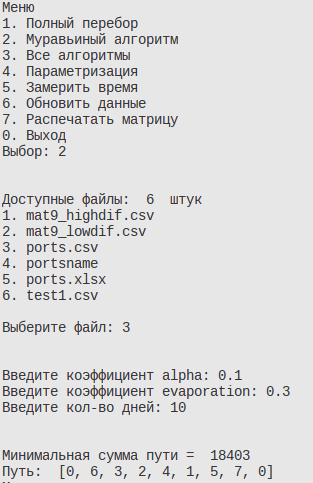 Меню
1. Полный перебор
2. Муравьиный алгоритм
3. Все алгоритмы
4. Параметризация
5. Замерить время
6. Обновить данные
7. Распечатать матрицу
0. Выход
Выбор: 2
Доступные файлы:  6  штук
1. mat9_highdif.csv
2. mat9_lowdif.csv
3. ports.csv
4. portsname
5. ports.xlsx
6. test1.csv
Выберите файл: 3
Введите коэффициент alpha: 0.1
Введите коэффициент evaporation: 0.3
Введите кол-во дней: 10
Минимальная сумма пути =  18403
Путь:  [0, 6, 3, 2, 4, 1, 5, 7, 0]